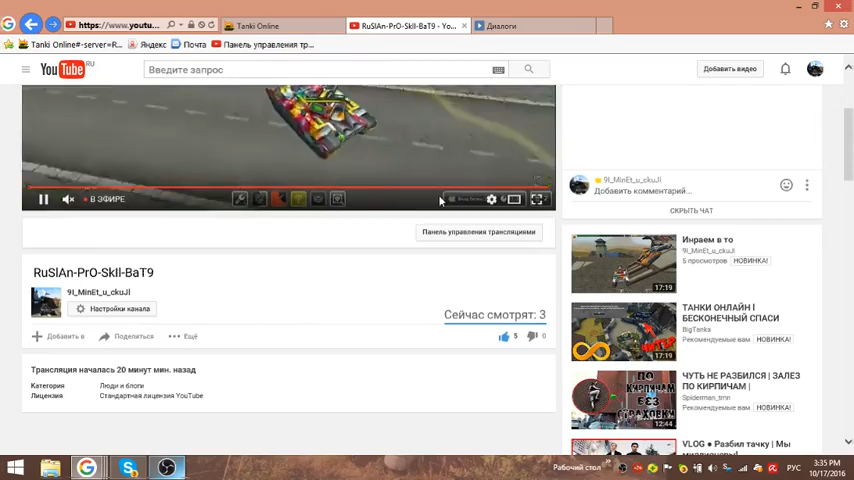 https://www.youtu...
Tanki Online
RuSlAn-PrO-SkIl-BaT9 - Yo...
Диалоги
Tanki Online#-server=R...
Яндекс
Почта
Панель управления тр...
YouTube RU
Введите запрос
Добавить видео
В ЭФИРЕ
9I_MinEt_u_ckuJI
Добавить комментарий...
СКРЫТЬ ЧАТ
Панель управления трансляциями
RuSlAn-PrO-SkIl-BaT9
9I_MinEt_u_ckuJI
Настройки канала
Сейчас смотрят: 3
Добавить в
Поделиться
Ещё
5
0
Трансляция началась 20 минут мин. назад
Категория
Люди и блоги
Лицензия
Стандартная лицензия YouTube
Инраем в то
9I_MinEt_u_ckuJI
5 просмотров
НОВИНКА!
17:19
ТАНКИ ОНЛАЙН l
БЕСКОНЕЧНЫЙ СПАСИ
BigTanks
Рекомендуемые вам
НОВИНКА!
17:19
ЧУТЬ НЕ РАЗБИЛСЯ | ЗАЛЕЗ
ПО КИРПИЧАМ |
Spiderman_tmn
Рекомендуемые вам
НОВИНКА!
ПО
КИРПИЧАМ
БЕЗ
СТРАХОВКИ
12:44
VLOG ● Разбил тачку | Мы
Рабочий стол
РУС
3:35 PM
10/17/2016